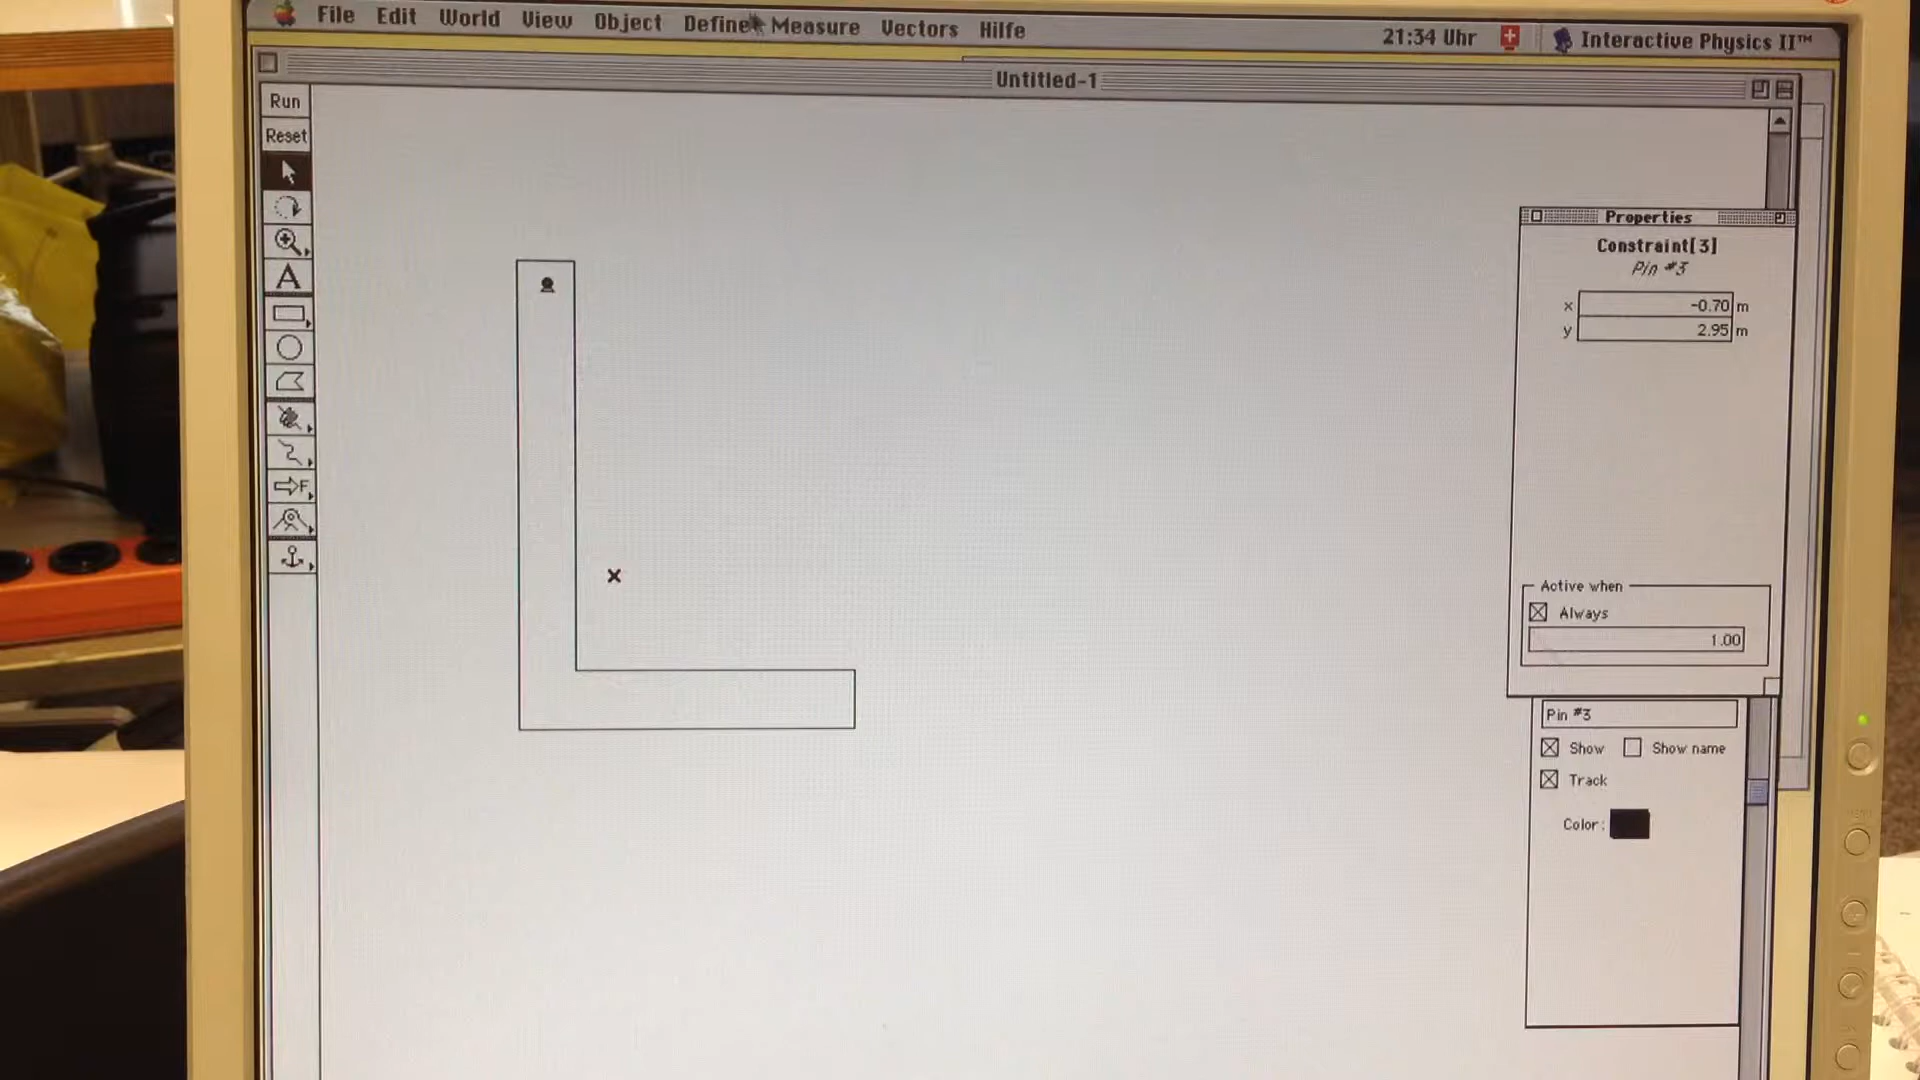 File Edit World View Object Define Measure Vectors Hilfe 21:34 Uhr Interactive Physics II™
Untitled-1
Run
Reset
A
F
Properties
Constraint[3]
Pin #3
x -0.70 m
y 2.95 m
Active when
Always
1.00
Pin #3
Show Show name
Track
Color: